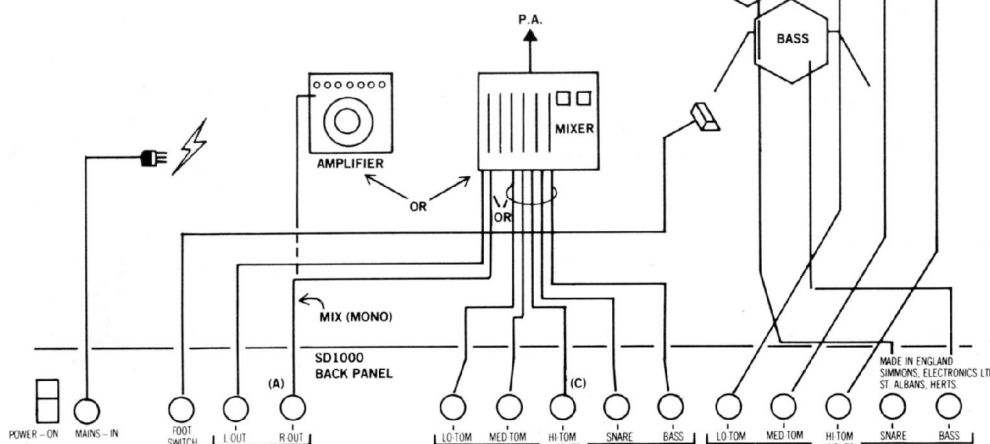 P.A.
BASS
MIXER
AMPLIFIER
OR
OR
MIX (MONO)
SD1000
BACK PANEL
(A)
(C)
MADE IN ENGLAND
SIMMONS, ELECTRONICS LT
ST. ALBANS, HERTS.
POWER – ON
MAINS – IN
FOOT
SWITCH
L OUT
R OUT
LO TOM
MED TOM
HI TOM
SNARE
BASS
LO TOM
MED TOM
HI TOM
SNARE
BASS